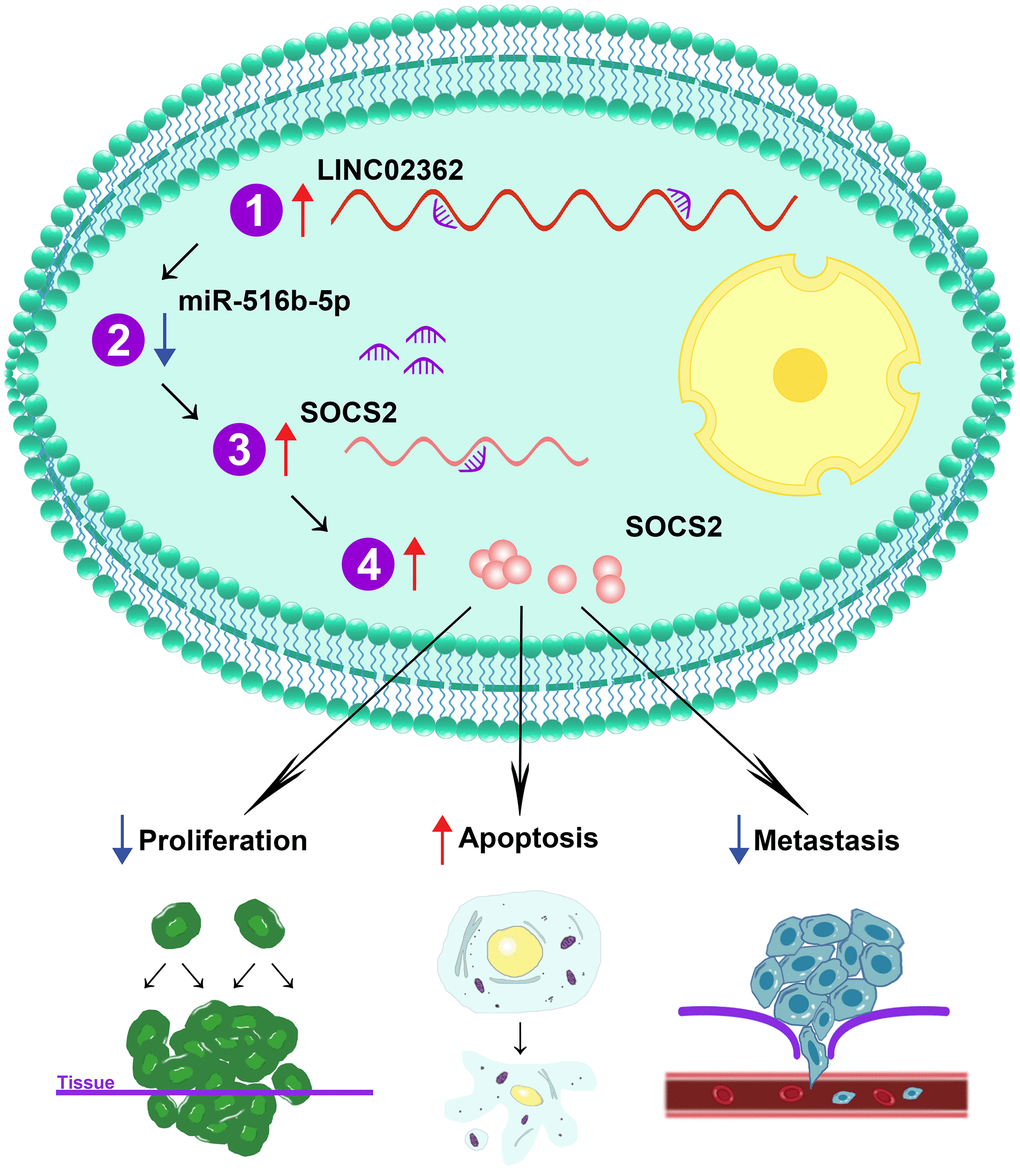 LINC02362
1
miR-516b-5p
2
SOCS2
3
SOCS2
4
Proliferation
Apoptosis
Metastasis
Tissue